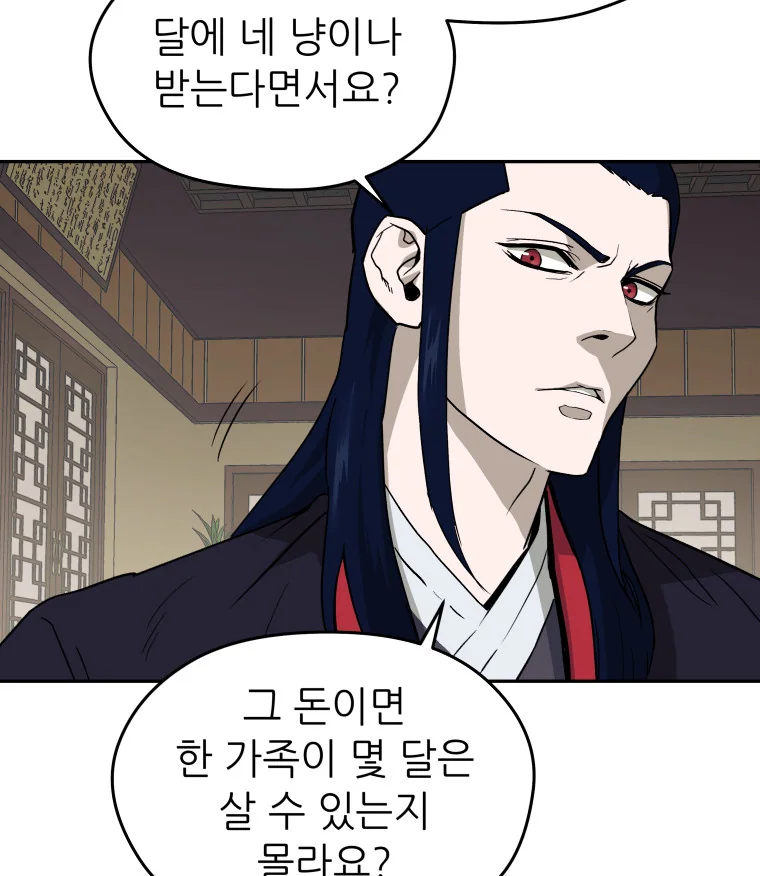 달에 네 냥이나
받는다면서요?
그 돈이면
한 가족이 몇 달은
살 수 있는지
몰라요?